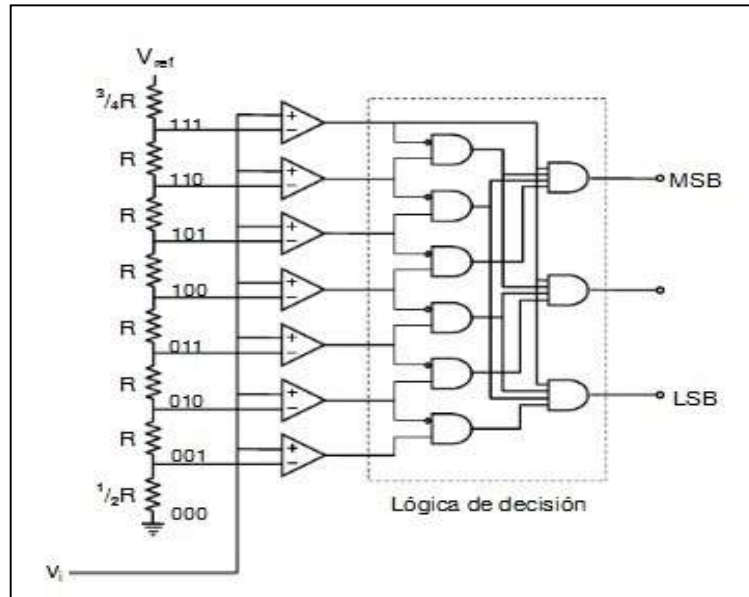 Vref
³/₄R
111
R
110
R
101
R
100
R
011
R
010
R
001
¹/₂R
000
vi
+
−
+
−
+
−
+
−
+
−
+
−
+
−
MSB
LSB
Lógica de decisión